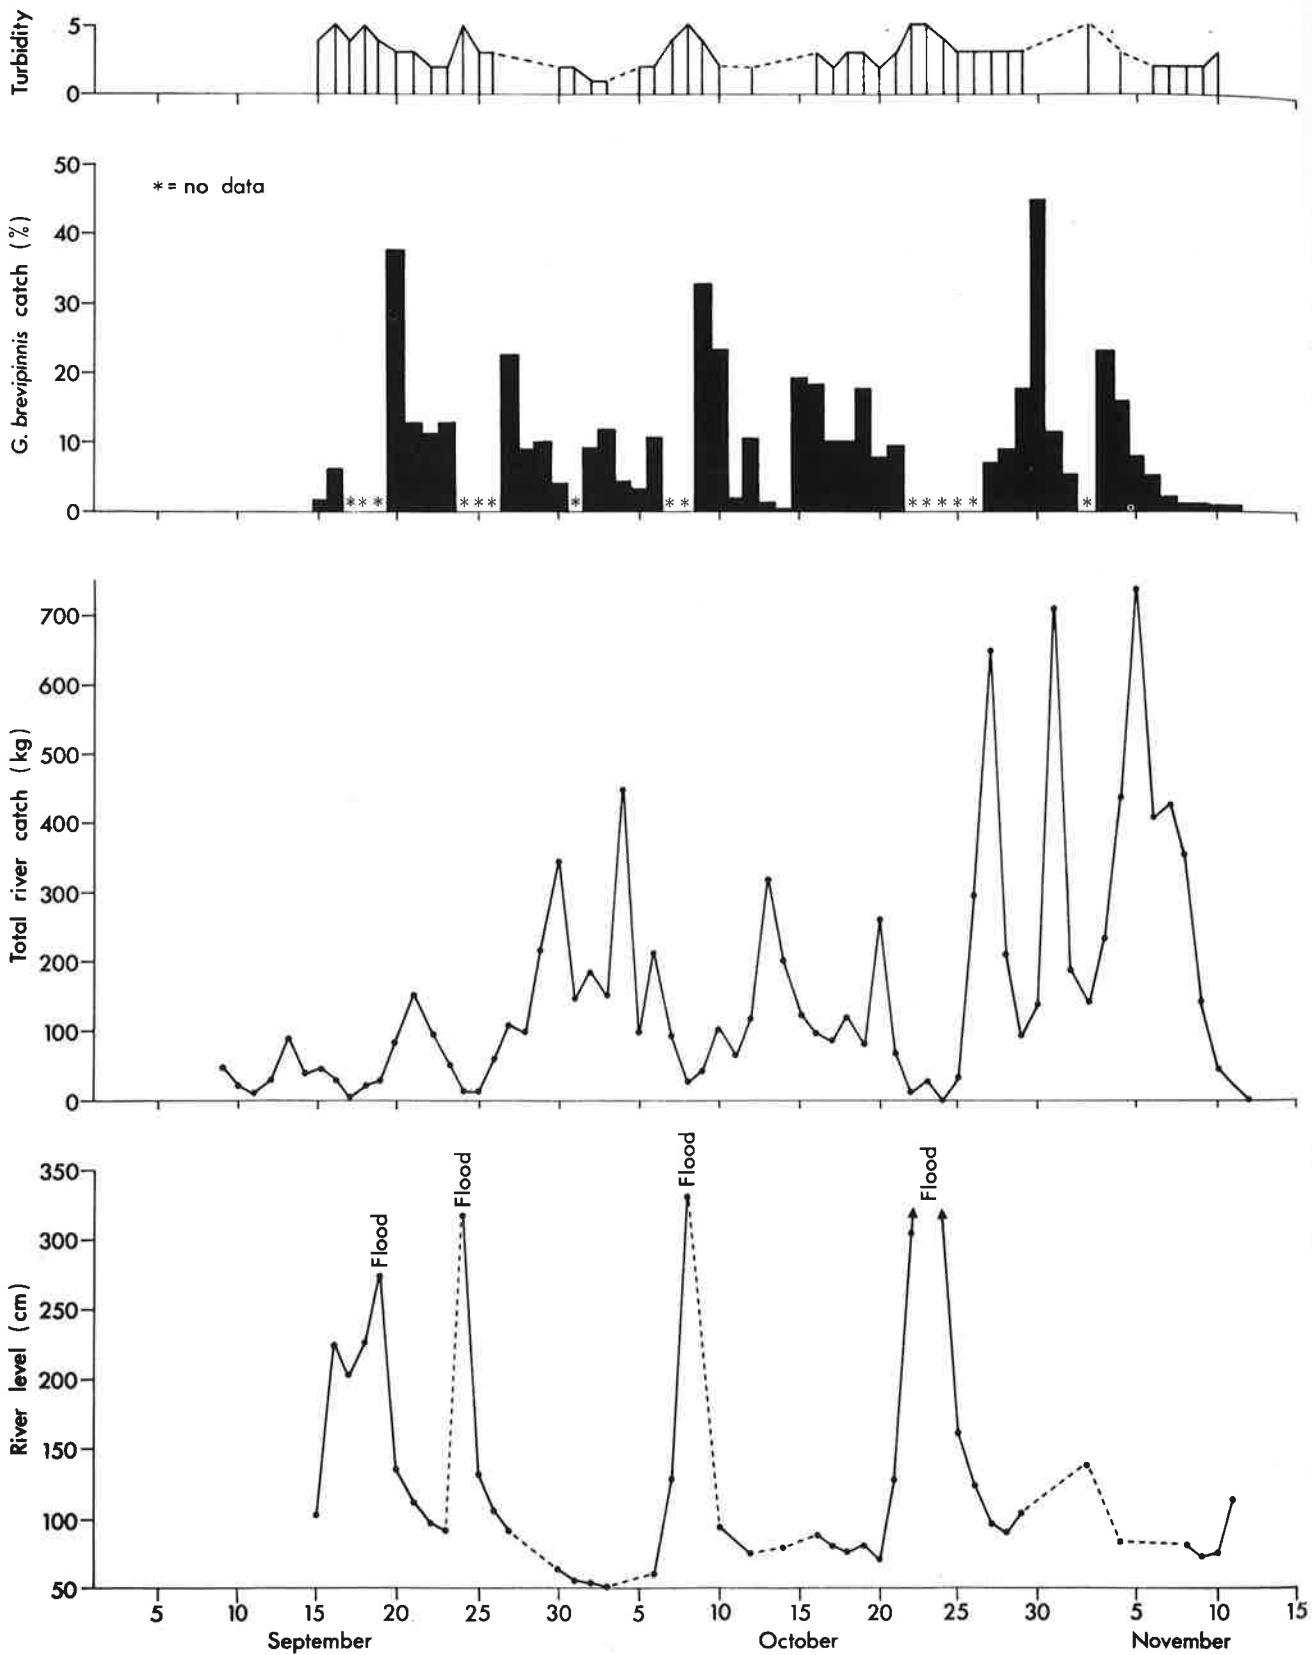 Turbidity
5
0
G. brevipinnis catch (%)
50
40
30
20
10
0
*= no data
*** *** * ** ***** *
Total river catch (kg)
700
600
500
400
300
200
100
0
River level (cm)
350
300
250
200
150
100
50
Flood
Flood
Flood
Flood
5 10 15 20 25 30 5 10 15 20 25 30 5 10 15
September October November